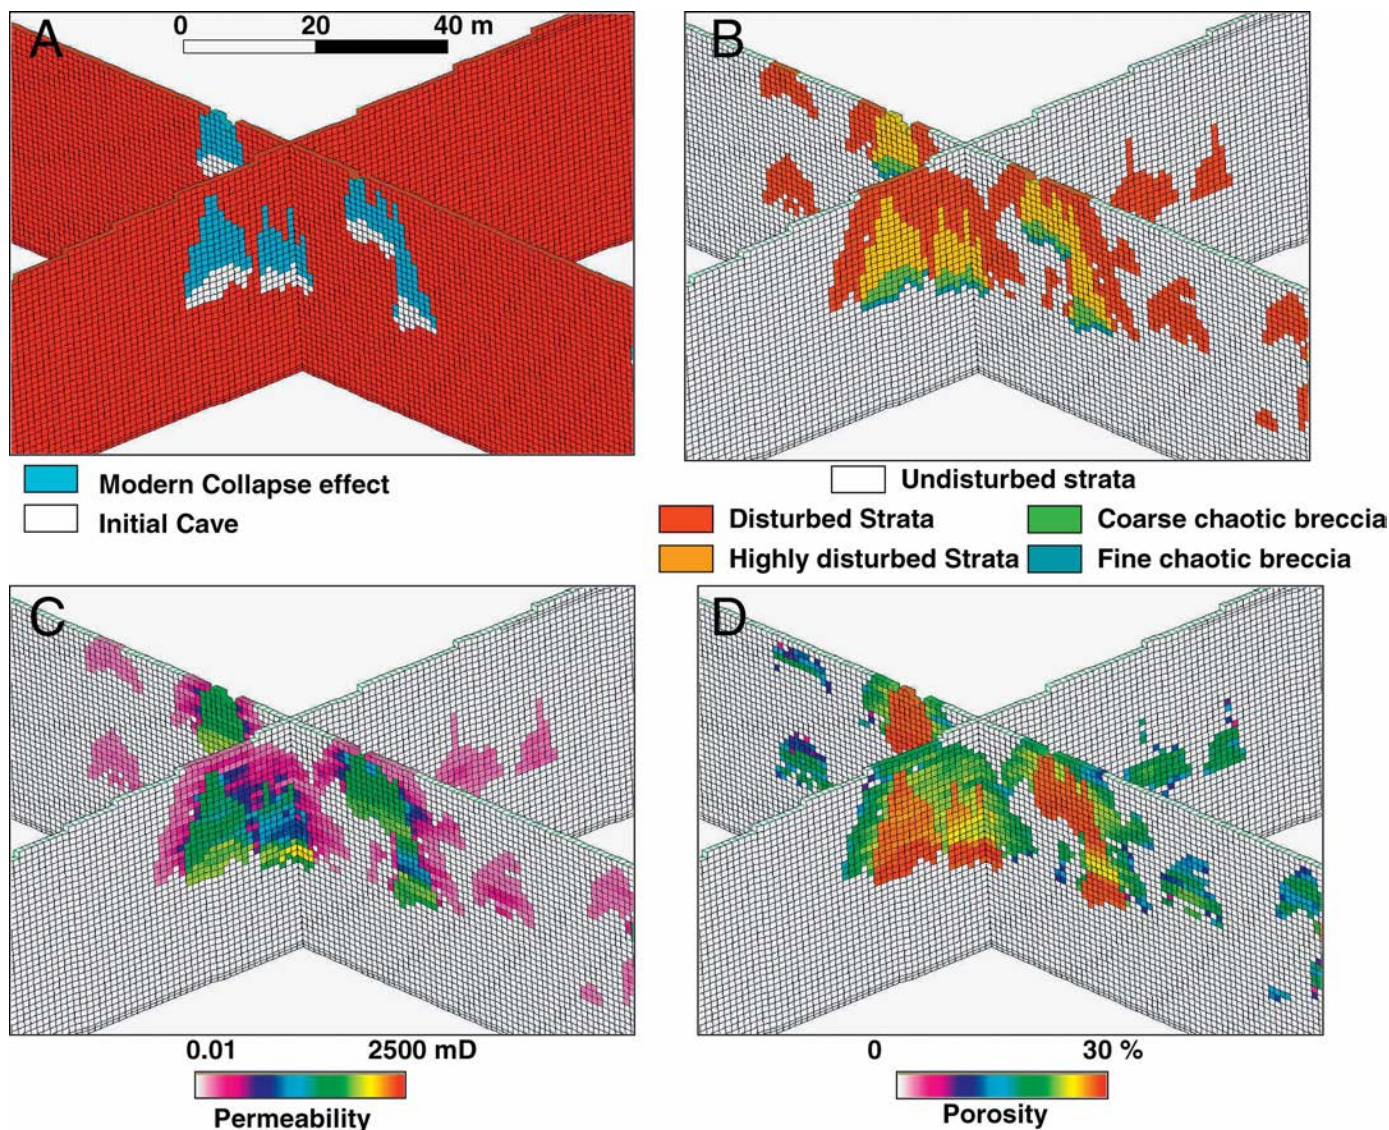 A
0 20 40 m
B
Modern Collapse effect
Initial Cave
Undisturbed strata
Disturbed Strata
Coarse chaotic breccia
Highly disturbed Strata
Fine chaotic breccia
C
D
0.01 2500 mD
Permeability
0 30 %
Porosity